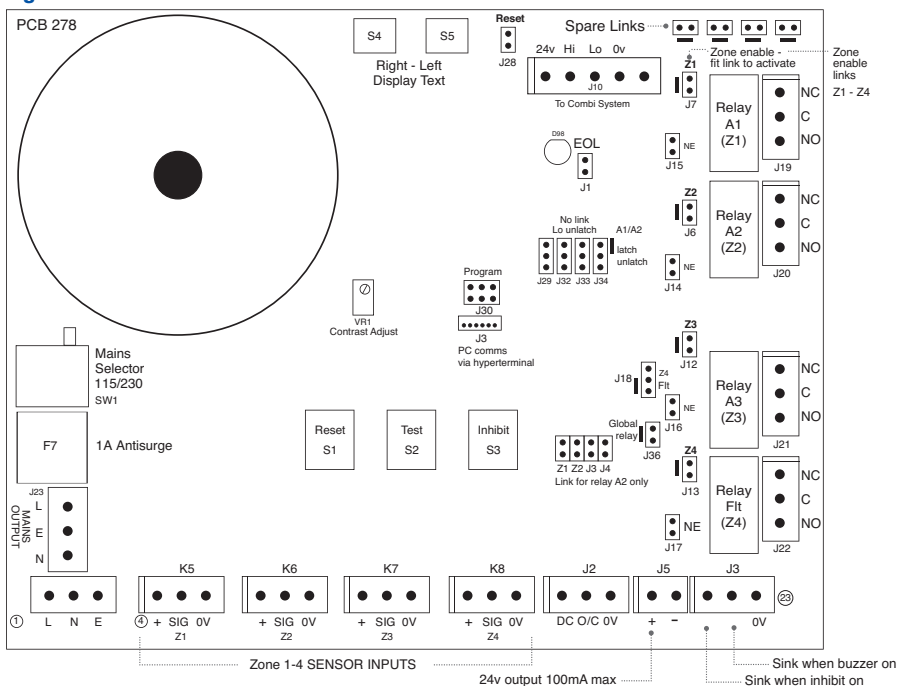 PCB 278
S4
S5
Right - Left
Display Text
Reset
J28
Spare Links
24v Hi Lo 0v
J10
To Combi System
Z1
Zone enable -
fit link to activate
Zone
enable
links
Z1 - Z4
J7
Relay
A1
(Z1)
NC
C
NO
J19
NE
J15
D98
EOL
J1
Z2
J6
Relay
A2
(Z2)
NC
C
NO
J20
NE
J14
No link
Lo unlatch
A1/A2
latch
unlatch
J29 J32 J33 J34
Program
J30
J3
PC comms
via hyperterminal
VR1
Contrast Adjust
Mains
Selector
115/230
SW1
F7
1A Antisurge
Reset
S1
Test
S2
Inhibit
S3
Z3
J12
J18
Z4
Flt
NE
J16
Relay
A3
(Z3)
NC
C
NO
J21
Global
relay
J36
Z1 Z2 J3 J4
Link for relay A2 only
Z4
J13
Relay
Flt
(Z4)
NC
C
NO
J22
NE
J17
J23
MAINS
OUTPUT
L
E
N
K5
K6
K7
K8
J2
J5
J3
1
L N E
4
+ SIG 0V
Z1
+ SIG 0V
Z2
+ SIG 0V
Z3
+ SIG 0V
Z4
DC O/C 0V
+ -
0V
23
Zone 1-4 SENSOR INPUTS
24v output 100mA max
Sink when buzzer on
Sink when inhibit on